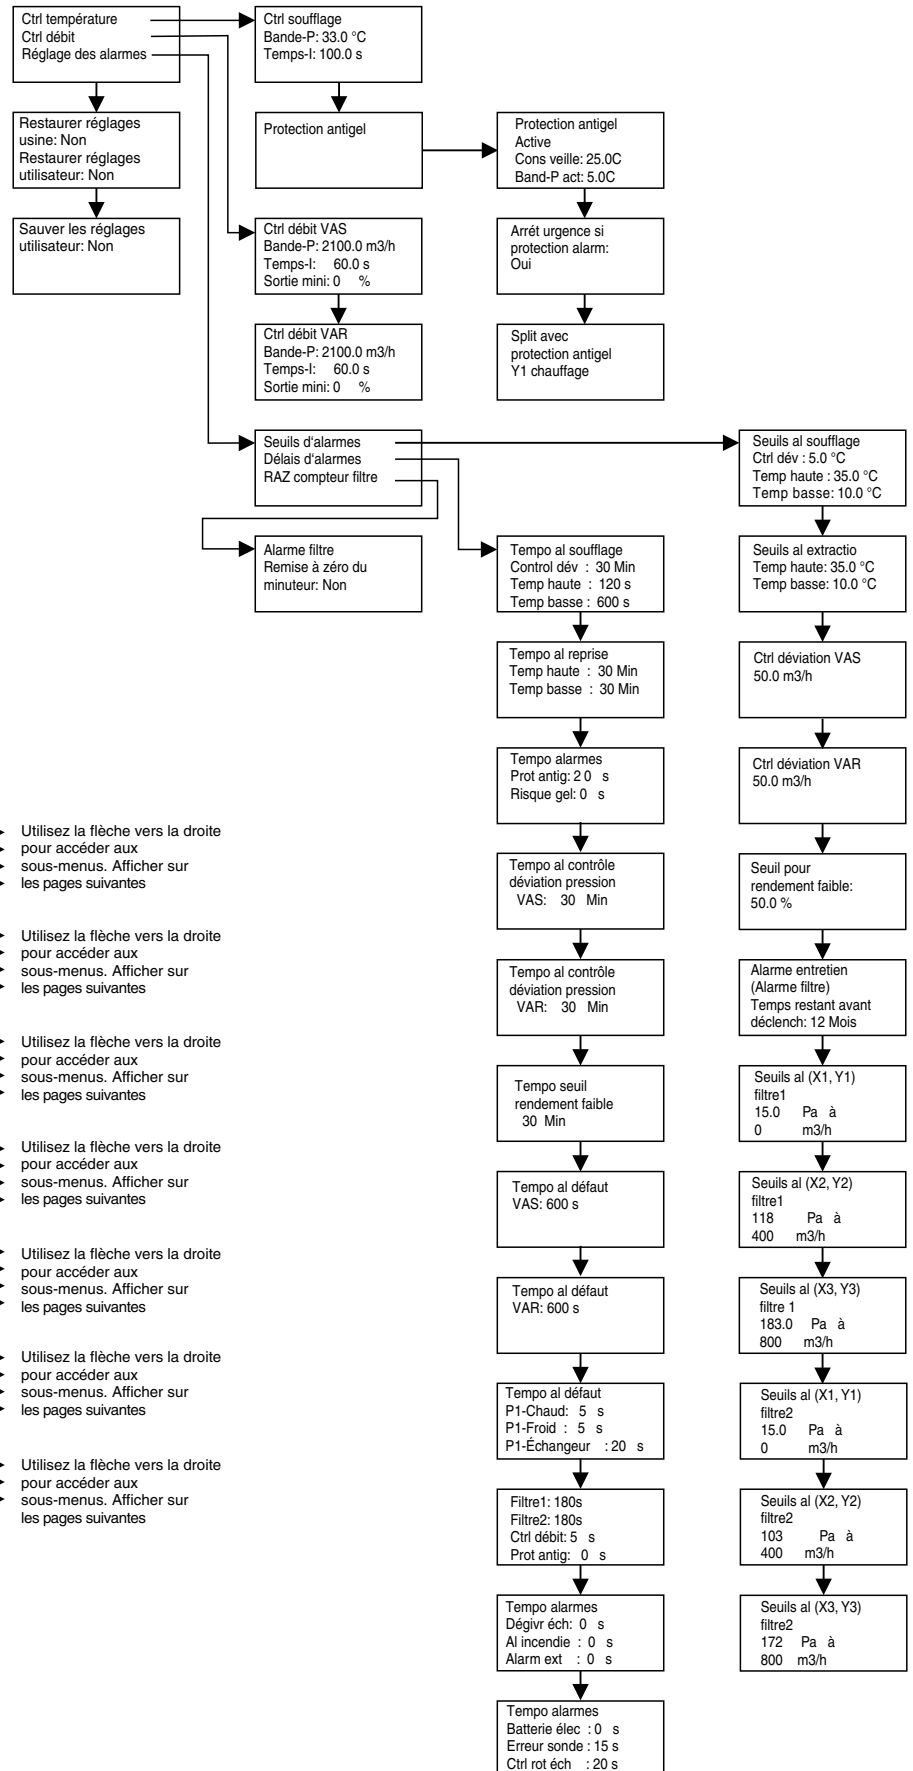 Ctrl température
Ctrl débit
Réglage des alarmes
Restaurer réglages
usine: Non
Restaurer réglages
utilisateur: Non
Sauver les réglages
utilisateur: Non
Ctrl soufflage
Bande-P: 33.0 °C
Temps-I: 100.0 s
Protection antigel
Protection antigel
Active
Cons veille: 25.0C
Band-P act: 5.0C
Arrét urgence si
protection alarm:
Oui
Split avec
protection antigel
Y1 chauffage
Ctrl débit VAS
Bande-P: 2100.0 m3/h
Temps-I: 60.0 s
Sortie mini: 0 %
Ctrl débit VAR
Bande-P: 2100.0 m3/h
Temps-I: 60.0 s
Sortie mini: 0 %
Seuils d'alarmes
Délais d'alarmes
RAZ compteur filtre
Alarme filtre
Remise à zéro du
minuteur: Non
Tempo al soufflage
Control dév : 30 Min
Temp haute : 120 s
Temp basse : 600 s
Tempo al reprise
Temp haute : 30 Min
Temp basse : 30 Min
Tempo alarmes
Prot antig: 2 0 s
Risque gel: 0 s
Tempo al contrôle
déviation pression
VAS: 30 Min
Tempo al contrôle
déviation pression
VAR: 30 Min
Tempo seuil
rendement faible
30 Min
Tempo al défaut
VAS: 600 s
Tempo al défaut
VAR: 600 s
Tempo al défaut
P1-Chaud: 5 s
P1-Froid : 5 s
P1-Échangeur : 20 s
Filtre1: 180s
Filtre2: 180s
Ctrl débit: 5 s
Prot antig: 0 s
Tempo alarmes
Dégivr éch: 0 s
Al incendie : 0 s
Alarm ext : 0 s
Tempo alarmes
Batterie élec : 0 s
Erreur sonde : 15 s
Ctrl rot éch : 20 s
Seuils al soufflage
Ctrl dév : 5.0 °C
Temp haute : 35.0 °C
Temp basse: 10.0 °C
Seuils al extractio
Temp haute: 35.0 °C
Temp basse: 10.0 °C
Ctrl déviation VAS
50.0 m3/h
Ctrl déviation VAR
50.0 m3/h
Seuil pour
rendement faible:
50.0 %
Alarme entretien
(Alarme filtre)
Temps restant avant
déclench: 12 Mois
Seuils al (X1, Y1)
filtre1
15.0 Pa à
0 m3/h
Seuils al (X2, Y2)
filtre1
118 Pa à
400 m3/h
Seuils al (X3, Y3)
filtre 1
183.0 Pa à
800 m3/h
Seuils al (X1, Y1)
filtre2
15.0 Pa à
0 m3/h
Seuils al (X2, Y2)
filtre2
103 Pa à
400 m3/h
Seuils al (X3, Y3)
filtre2
172 Pa à
800 m3/h
Utilisez la flèche vers la droite
pour accéder aux
sous-menus. Afficher sur
les pages suivantes
Utilisez la flèche vers la droite
pour accéder aux
sous-menus. Afficher sur
les pages suivantes
Utilisez la flèche vers la droite
pour accéder aux
sous-menus. Afficher sur
les pages suivantes
Utilisez la flèche vers la droite
pour accéder aux
sous-menus. Afficher sur
les pages suivantes
Utilisez la flèche vers la droite
pour accéder aux
sous-menus. Afficher sur
les pages suivantes
Utilisez la flèche vers la droite
pour accéder aux
sous-menus. Afficher sur
les pages suivantes
Utilisez la flèche vers la droite
pour accéder aux
sous-menus. Afficher sur
les pages suivantes